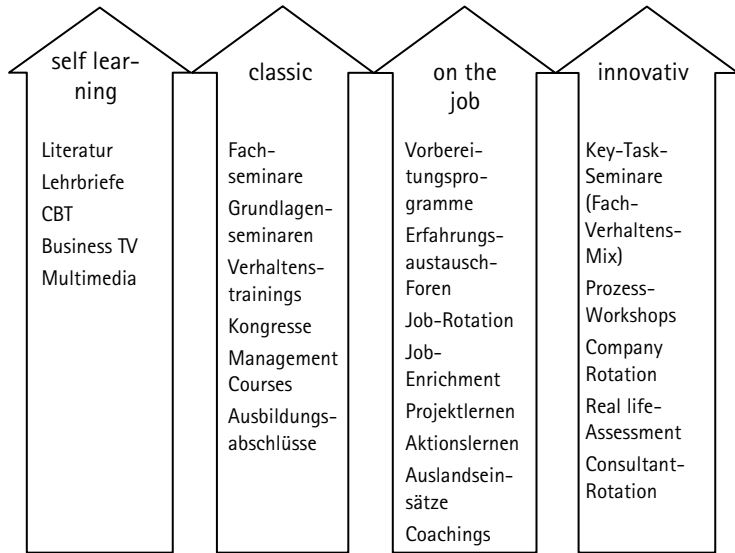 self lear-
ning
Literatur
Lehrbriefe
CBT
Business TV
Multimedia
classic
Fach-
seminare
Grundlagen-
seminaren
Verhaltens-
trainings
Kongresse
Management
Courses
Ausbildungs-
abschlüsse
on the
job
Vorberei-
tungspro-
gramme
Erfahrungs-
austausch-
Foren
Job-Rotation
Job-
Enrichment
Projektlernen
Aktionslernen
Auslandsein-
sätze
Coachings
innovativ
Key-Task-
Seminare
(Fach-
Verhaltens-
Mix)
Prozess-
Workshops
Company
Rotation
Real life-
Assessment
Consultant-
Rotation